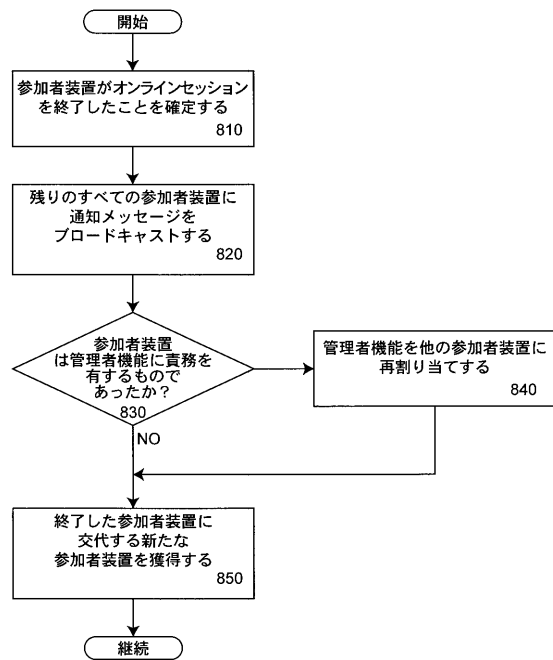 開始
参加者装置がオンラインセッション
を終了したことを確定する
810
残りのすべての参加者装置に
通知メッセージを
ブロードキャストする
820
参加者装置
は管理者機能に責務を
有するもので
あったか？
830
管理者機能を他の参加者装置に
再割り当てする
840
NO
終了した参加者装置に
交代する新たな
参加者装置を獲得する
850
継続